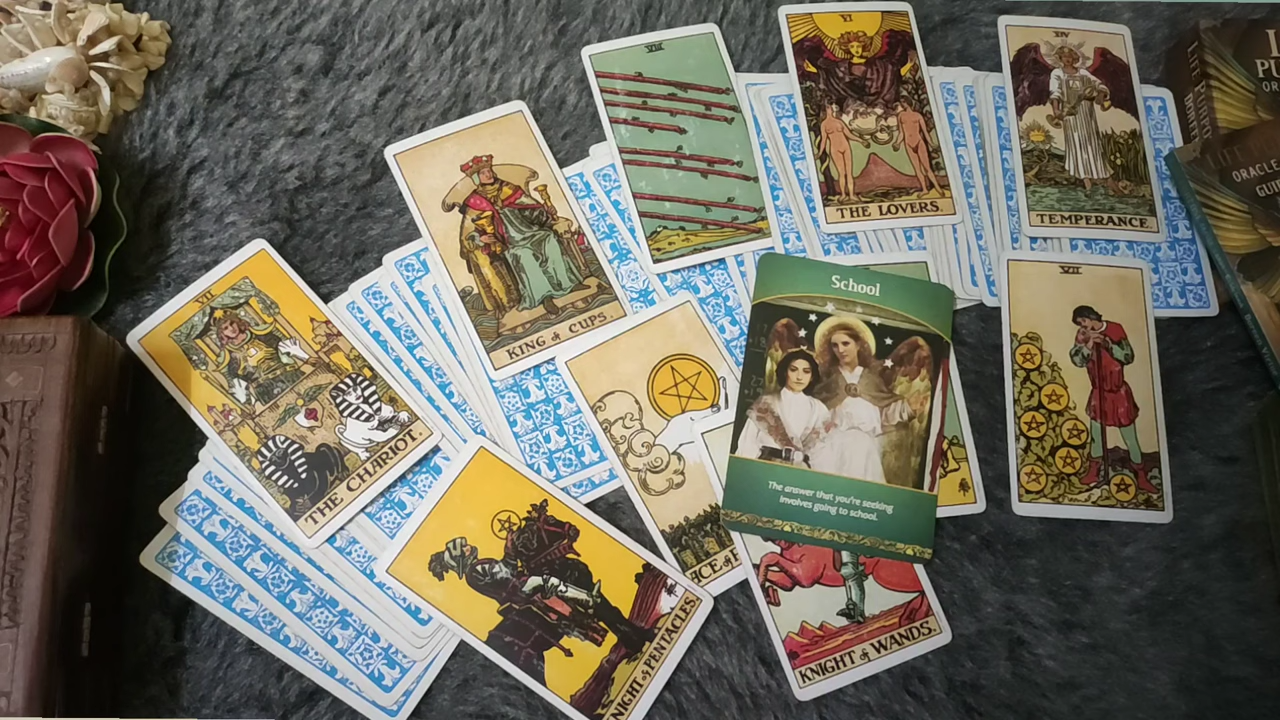 VI
THE LOVERS.
XIV
TEMPERANCE.
VIII
KING of CUPS.
VII
THE CHARIOT.
VII
School
The answer that you're seeking
involves going to school.
ACE of
KNIGHT of PENTACLES.
KNIGHT of WANDS.
ORACLE